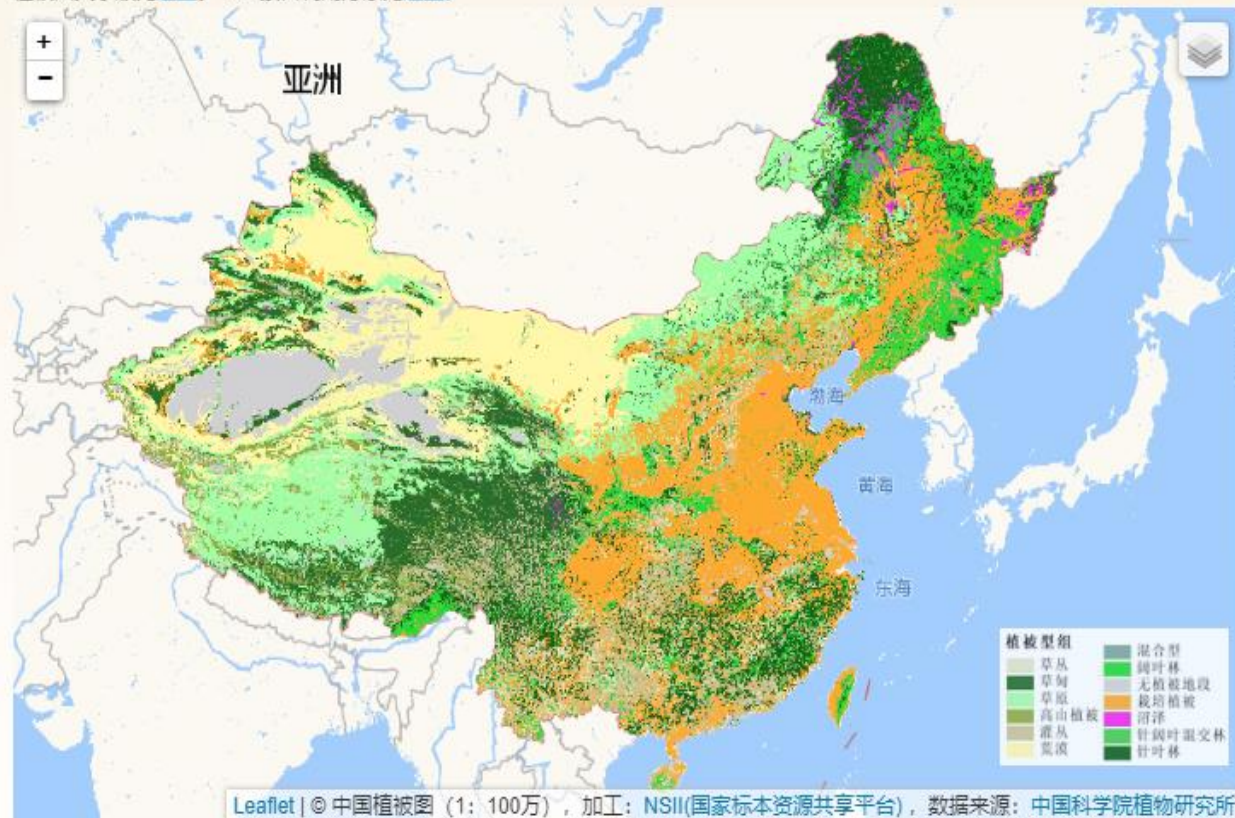 +
−
亚洲
渤海
黄海
东海
植被型组
草丛
草甸
草原
高山植被
灌丛
荒漠
混合型
阔叶林
无植被地段
栽培植被
沼泽
针阔叶混交林
针叶林
Leaflet | © 中国植被图（1：100万），加工：NSII(国家标本资源共享平台)，数据来源：中国科学院植物研究所